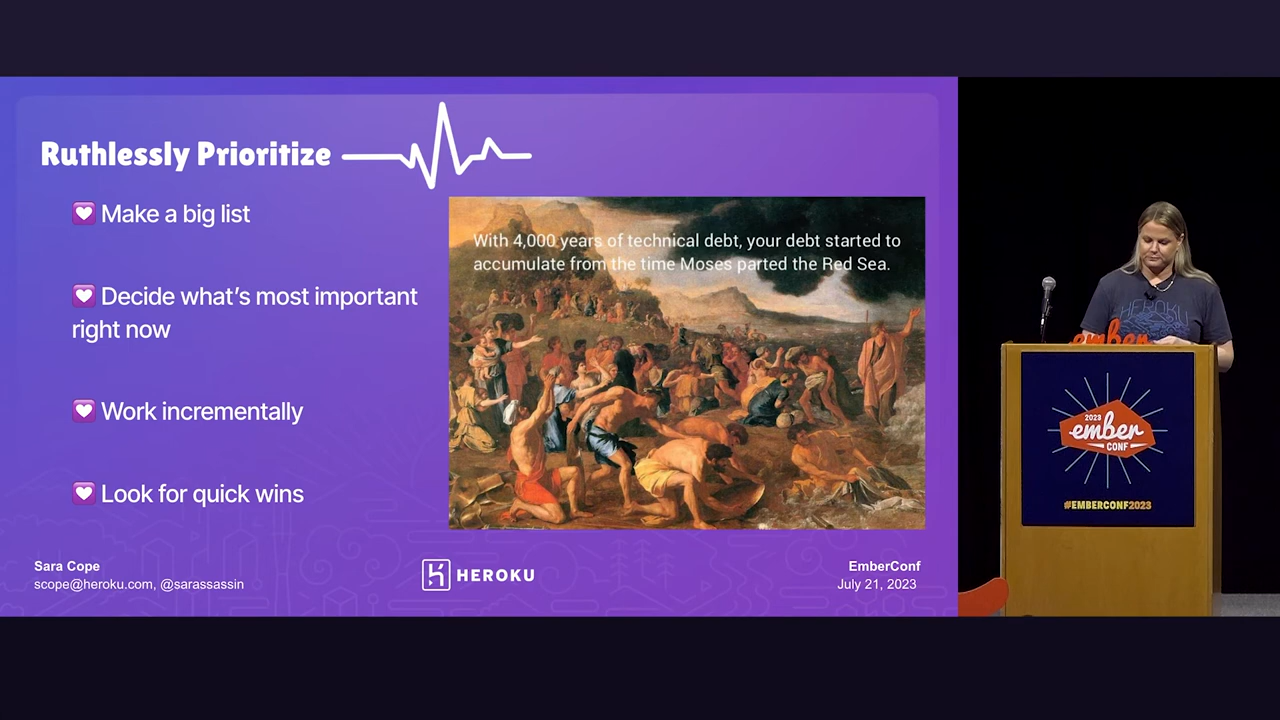 Ruthlessly Prioritize
💟 Make a big list
💟 Decide what's most important
right now
💟 Work incrementally
💟 Look for quick wins
With 4,000 years of technical debt, your debt started to
accumulate from the time Moses parted the Red Sea.
Sara Cope
scope@heroku.com, @sarassassin
HEROKU
EmberConf
July 21, 2023
HEROKU
ember
2023
ember
CONF
#EMBERCONF2023